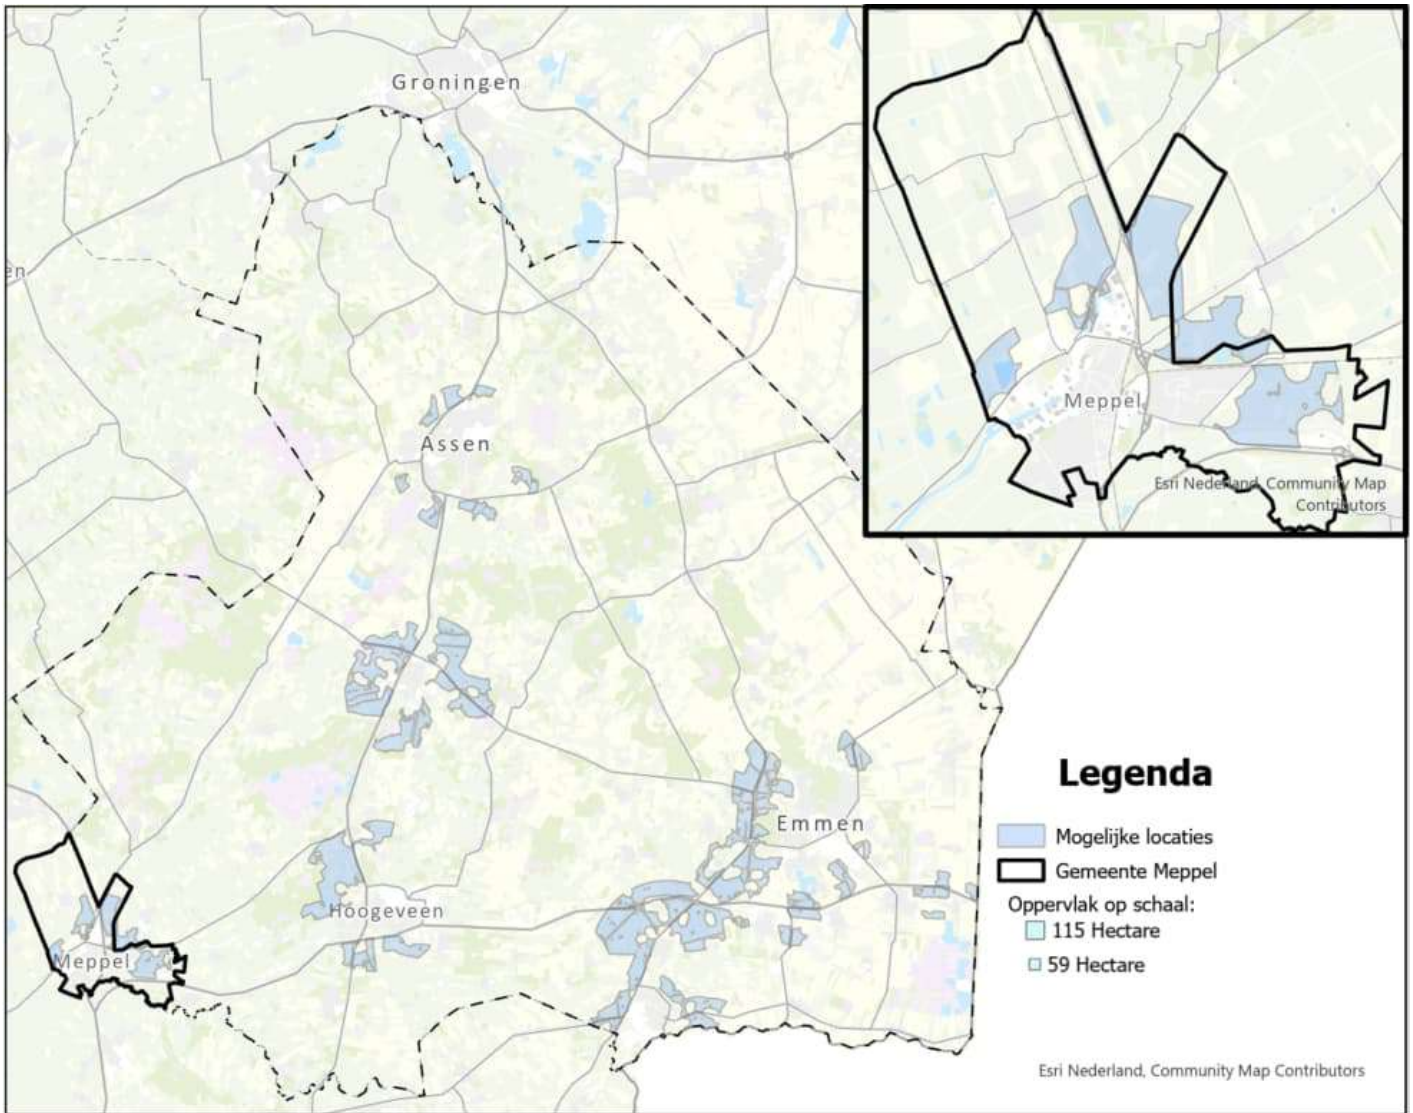 Groningen
en
Assen
Emmen
Hoogeveen
Meppel
Meppel
Esri Nederland, Community Map
Contributors
Legenda
Mogelijke locaties
Gemeente Meppel
Oppervlak op schaal:
115 Hectare
59 Hectare
Esri Nederland, Community Map Contributors